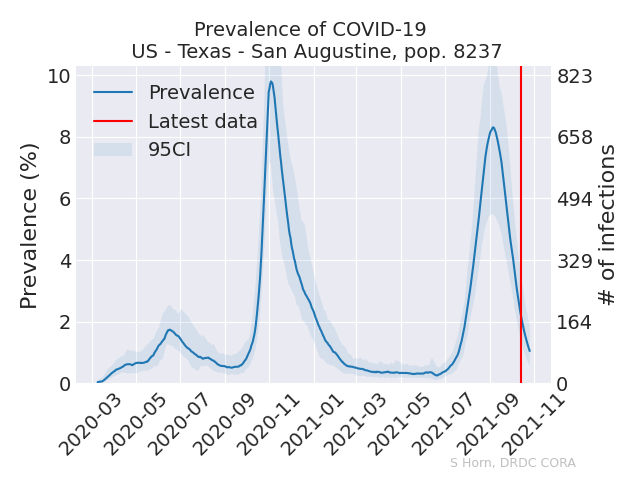 Prevalence of COVID-19
US - Texas - San Augustine, pop. 8237
Prevalence (%)
10
8
6
4
2
0
Prevalence
Latest data
95CI
823
658
494
329
164
0
# of infections
2020-03
2020-05
2020-07
2020-09
2020-11
2021-01
2021-03
2021-05
2021-07
2021-09
2021-11
S Horn, DRDC CORA